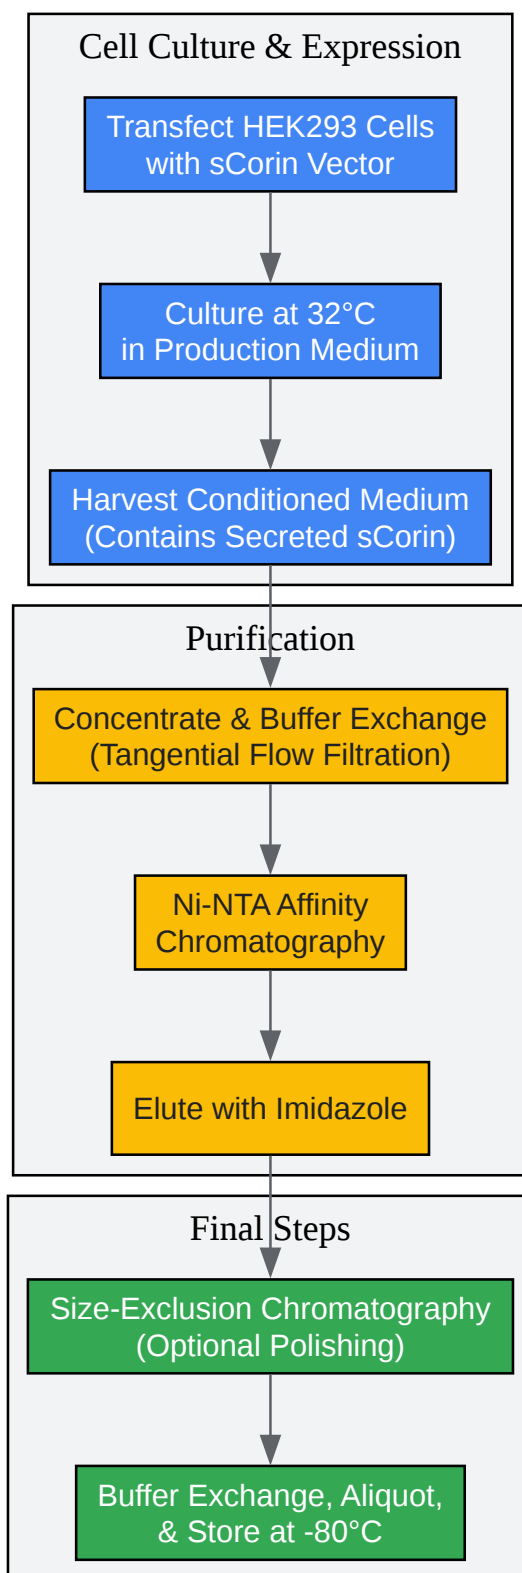 Cell Culture & Expression
Transfect HEK293 Cells
with sCorin Vector
Culture at 32°C
in Production Medium
Harvest Conditioned Medium
(Contains Secreted sCorin)
Purification
Concentrate & Buffer Exchange
(Tangential Flow Filtration)
Ni-NTA Affinity
Chromatography
Elute with Imidazole
Final Steps
Size-Exclusion Chromatography
(Optional Polishing)
Buffer Exchange, Aliquot,
& Store at -80°C